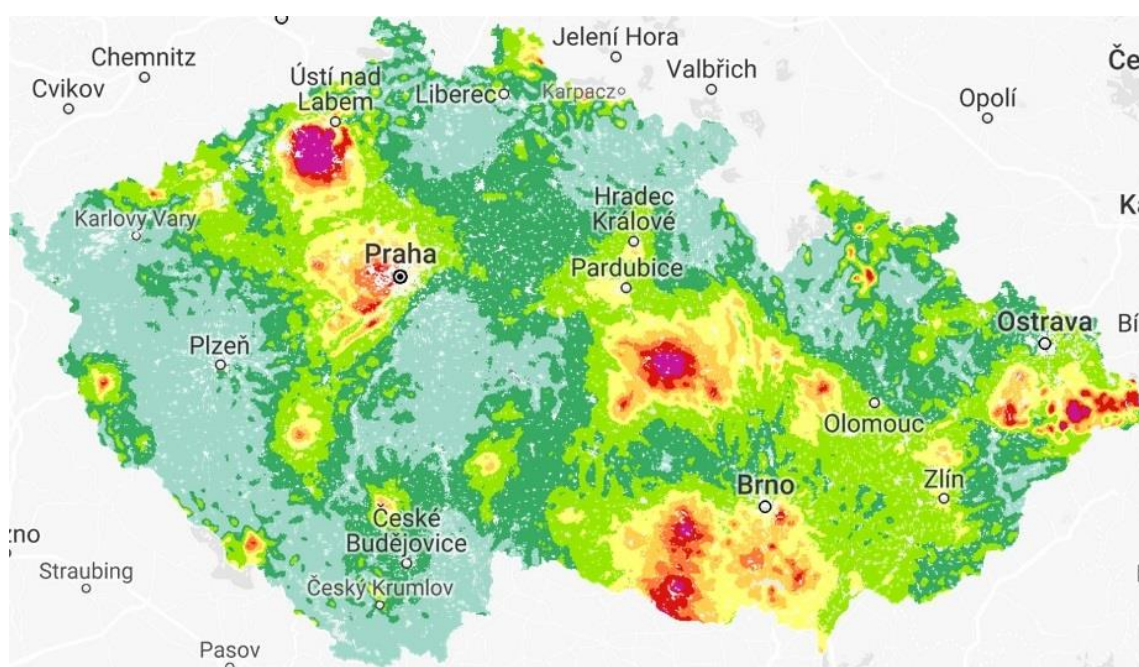 Chemnitz
Cvikov
Ústí nad
Labem
Liberec
Jelení Hora
Karpacz
Valbřich
Opolí
Če
Karlovy Vary
Praha
Hradec
Králové
Pardubice
Ka
Plzeň
Ostrava
Bí
Olomouc
Brno
Zlín
České
Budějovice
Český Krumlov
zno
Straubing
Pasov